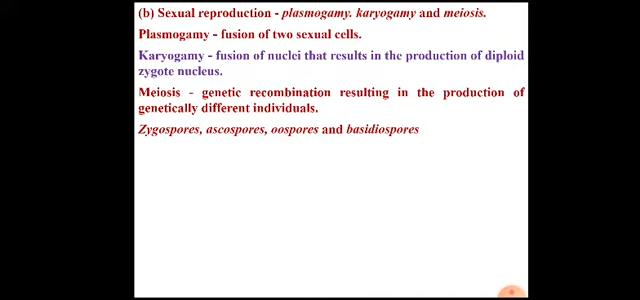 (b) Sexual reproduction - plasmogamy. karyogamy and meiosis.
Plasmogamy - fusion of two sexual cells.
Karyogamy - fusion of nuclei that results in the production of diploid
zygote nucleus.
Meiosis - genetic recombination resulting in the production of
genetically different individuals.
Zygospores, ascospores, oospores and basidiospores